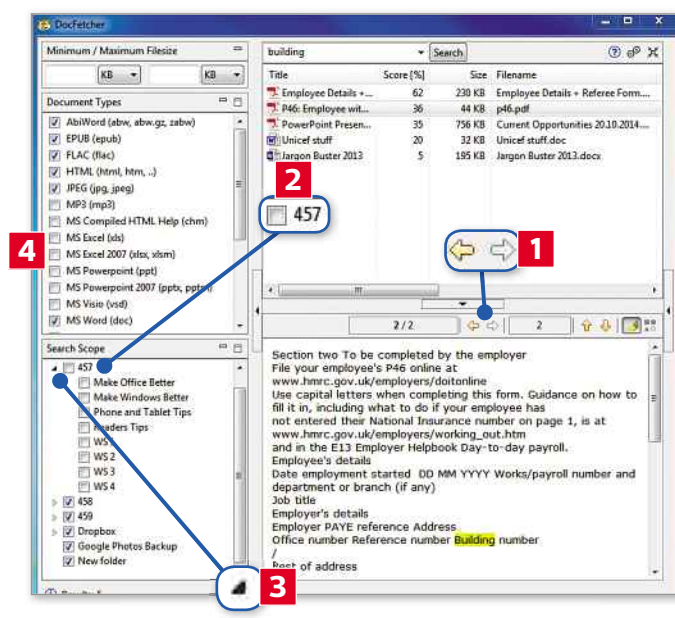 DocFetcher
Minimum / Maximum Filesize
KB KB
Document Types
AbiWord (abw, abw.gz, zabw)
EPUB (epub)
FLAC (flac)
HTML (html, htm, ..)
JPEG (jpg, jpeg)
MP3 (mp3)
MS Compiled HTML Help (chm)
MS Excel (xls)
MS Excel 2007 (xlsx, xlsm)
MS Powerpoint (ppt)
MS Powerpoint 2007 (pptx, pptm)
MS Visio (vsd)
MS Word (doc)
4
Search Scope
457
Make Office Better
Make Windows Better
Phone and Tablet Tips
Readers Tips
WS
WS 2
WS 3
WS 4
458
459
Dropbox
Google Photos Backup
New folder
3
building Search
Title Score [%] Size Filename
Employee Details +... 62 230 KB Employee Details + Referee Form....
P46: Employee wit... 36 44 KB p46.pdf
PowerPoint Presen... 35 756 KB Current Opportunities 20.10.2014....
Unicef stuff 20 32 KB Unicef stuff.doc
Jargon Buster 2013 5 195 KB Jargon Buster 2013.docx
2
457
1
2/2 2
Section two To be completed by the employer
File your employee's P46 online at
www.hmrc.gov.uk/employers/doitonline
Use capital letters when completing this form. Guidance on how to
fill it in, including what to do if your employee has
not entered their National Insurance number on page 1, is at
www.hmrc.gov.uk/employers/working_out.htm
and in the E13 Employer Helpbook Day-to-day payroll.
Employee's details
Date employment started DD MM YYYY Works/payroll number and
department or branch (if any)
Job title
Employer's details
Employer PAYE reference Address
Office number Reference number Building number
/
Rest of address